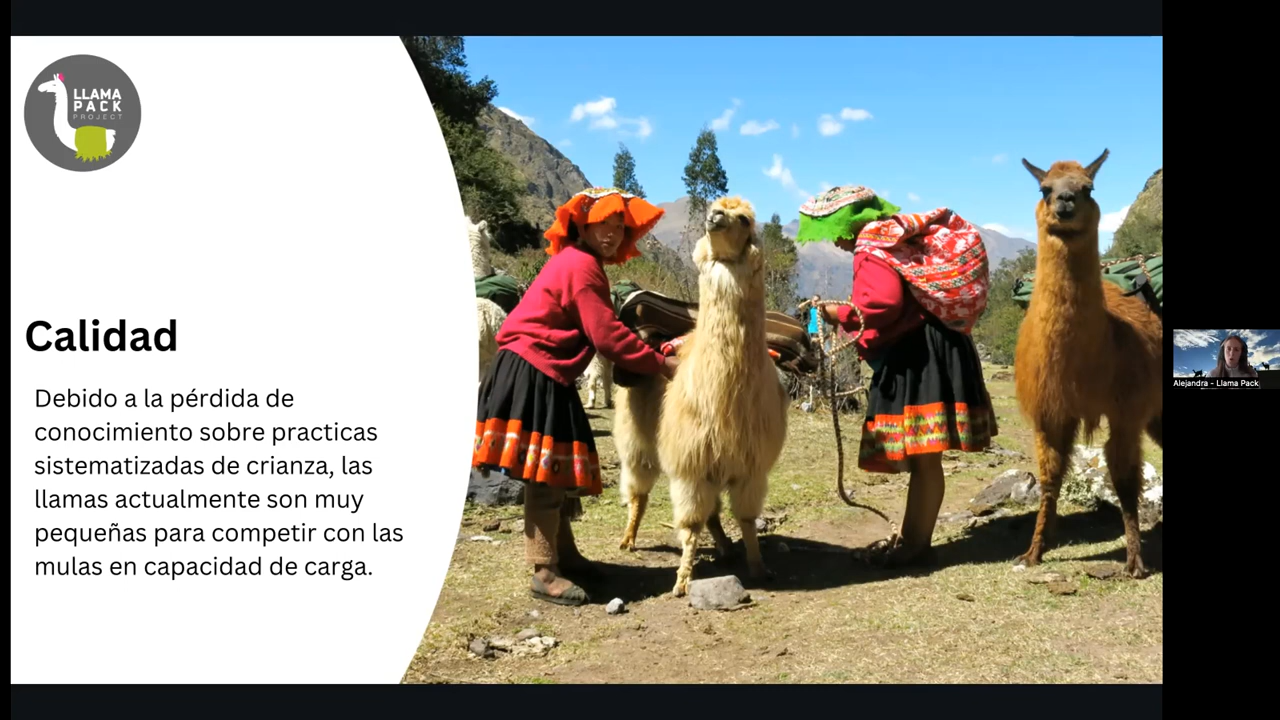 LLAMA
PACK
PROJECT
Calidad
Debido a la pérdida de
conocimiento sobre practicas
sistematizadas de crianza, las
llamas actualmente son muy
pequeñas para competir con las
mulas en capacidad de carga.
Alejandra - Llama Pack